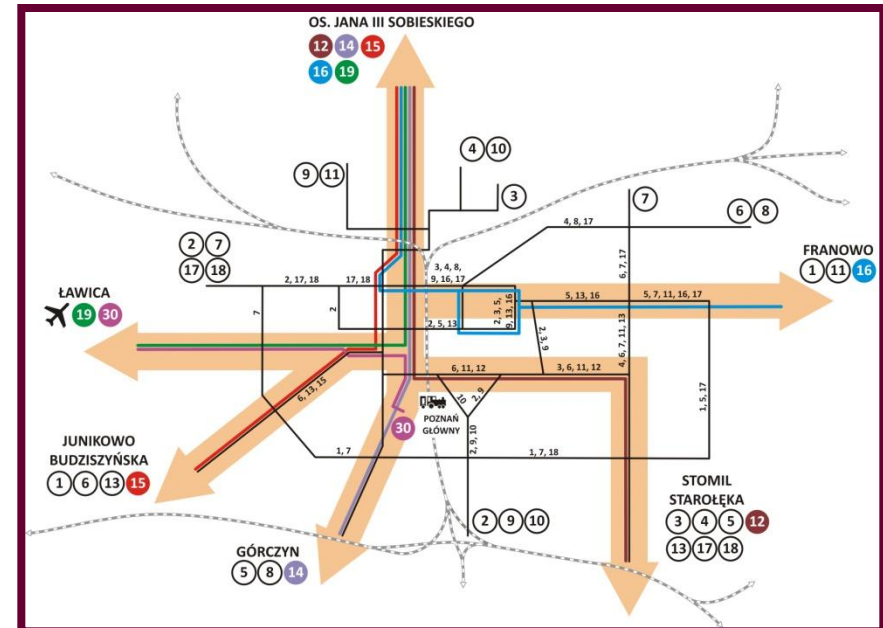 OS. JANA III SOBIESKIEGO
12 14 15
16 19
4 10
9 11
3
7
6 8
2 7
17 18
FRANOWO
1 11 16
4, 8, 17
6, 7, 17
3, 4, 8,
9, 16, 17
2, 17, 18
17, 18
5, 13, 16
5, 7, 11, 16, 17
ŁAWICA
19 30
7
2
2, 5, 13
2, 3, 5,
9, 13, 16
2, 3, 9
4, 6, 7, 11, 13
6, 11, 12
3, 6, 11, 12
1, 5, 17
6, 13, 15
10
2, 9
30
POZNAŃ
GŁÓWNY
2, 9, 10
1, 7
1, 7, 18
JUNIKOWO
BUDZISZYŃSKA
1 6 13 15
STOMIL
STAROŁĘKA
3 4 5 12
13 17 18
2 9 10
GÓRCZYN
5 8 14